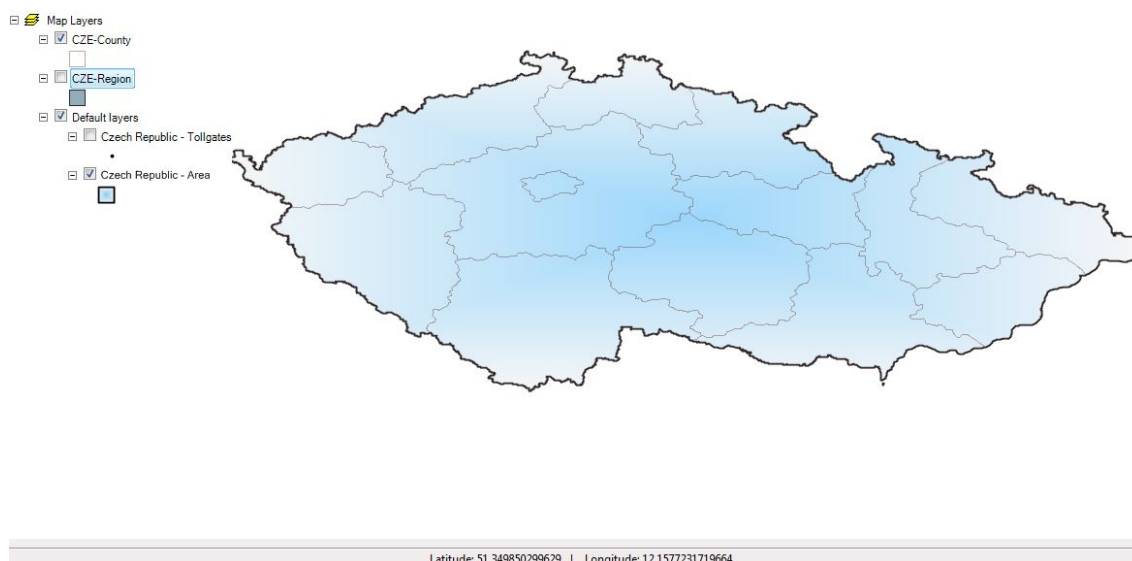 Map Layers
CZE-County
CZE-Region
Default layers
Czech Republic - Tollgates
Czech Republic - Area
Latitude: 51,349850299629 | Longitude: 12,1577231719664